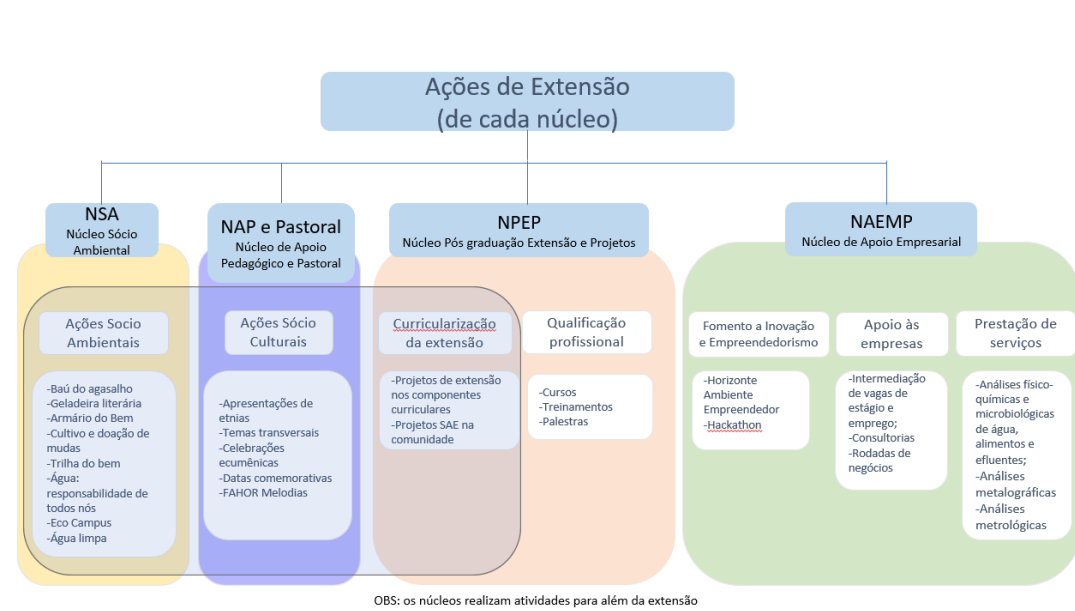 Ações de Extensão
(de cada núcleo)
NSA
Núcleo Sócio
Ambiental
NAP e Pastoral
Núcleo de Apoio
Pedagógico e Pastoral
NPEP
Núcleo Pós graduação Extensão e Projetos
NAEMP
Núcleo de Apoio Empresarial
Ações Socio
Ambientais
-Baú do agasalho
-Geladeira literária
-Armário do Bem
-Cultivo e doação de
mudas
-Trilha do bem
-Água:
responsabilidade de
todos nós
-Eco Campus
-Água limpa
Ações Sócio
Culturais
-Apresentações de
etnias
-Temas transversais
-Celebrações
ecumênicas
-Datas comemorativas
-FAHOR Melodias
Curricularização
da extensão
-Projetos de extensão
nos componentes
curriculares
-Projetos SAE na
comunidade
Qualificação
profissional
-Cursos
-Treinamentos
-Palestras
Fomento a Inovação
e Empreendedorismo
-Horizonte
Ambiente
Empreendedor
-Hackathon
Apoio às
empresas
-Intermediação
de vagas de
estágio e
emprego;
-Consultorias
-Rodadas de
negócios
Prestação de
serviços
-Análises físico-
químicas e
microbiológicas
de água,
alimentos e
efluentes;
-Análises
metalográficas
-Análises
metrológicas
OBS: os núcleos realizam atividades para além da extensão